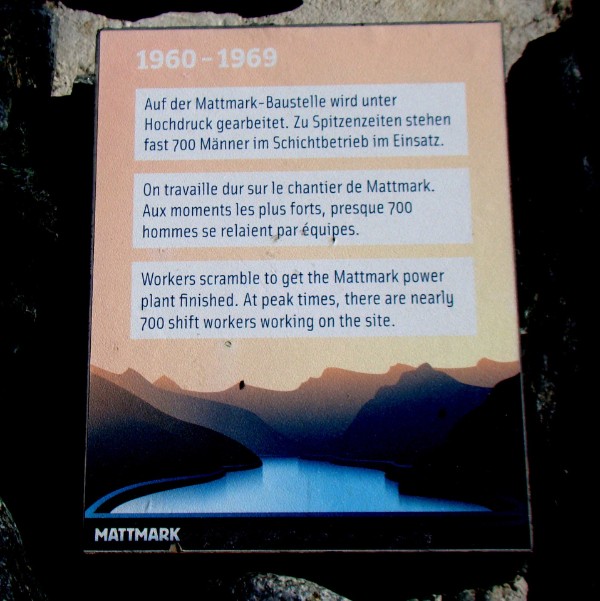 1960 – 1969
Auf der Mattmark-Baustelle wird unter
Hochdruck gearbeitet. Zu Spitzenzeiten stehen
fast 700 Männer im Schichtbetrieb im Einsatz.
On travaille dur sur le chantier de Mattmark.
Aux moments les plus forts, presque 700
hommes se relaient par équipes.
Workers scramble to get the Mattmark power
plant finished. At peak times, there are nearly
700 shift workers working on the site.
MATTMARK